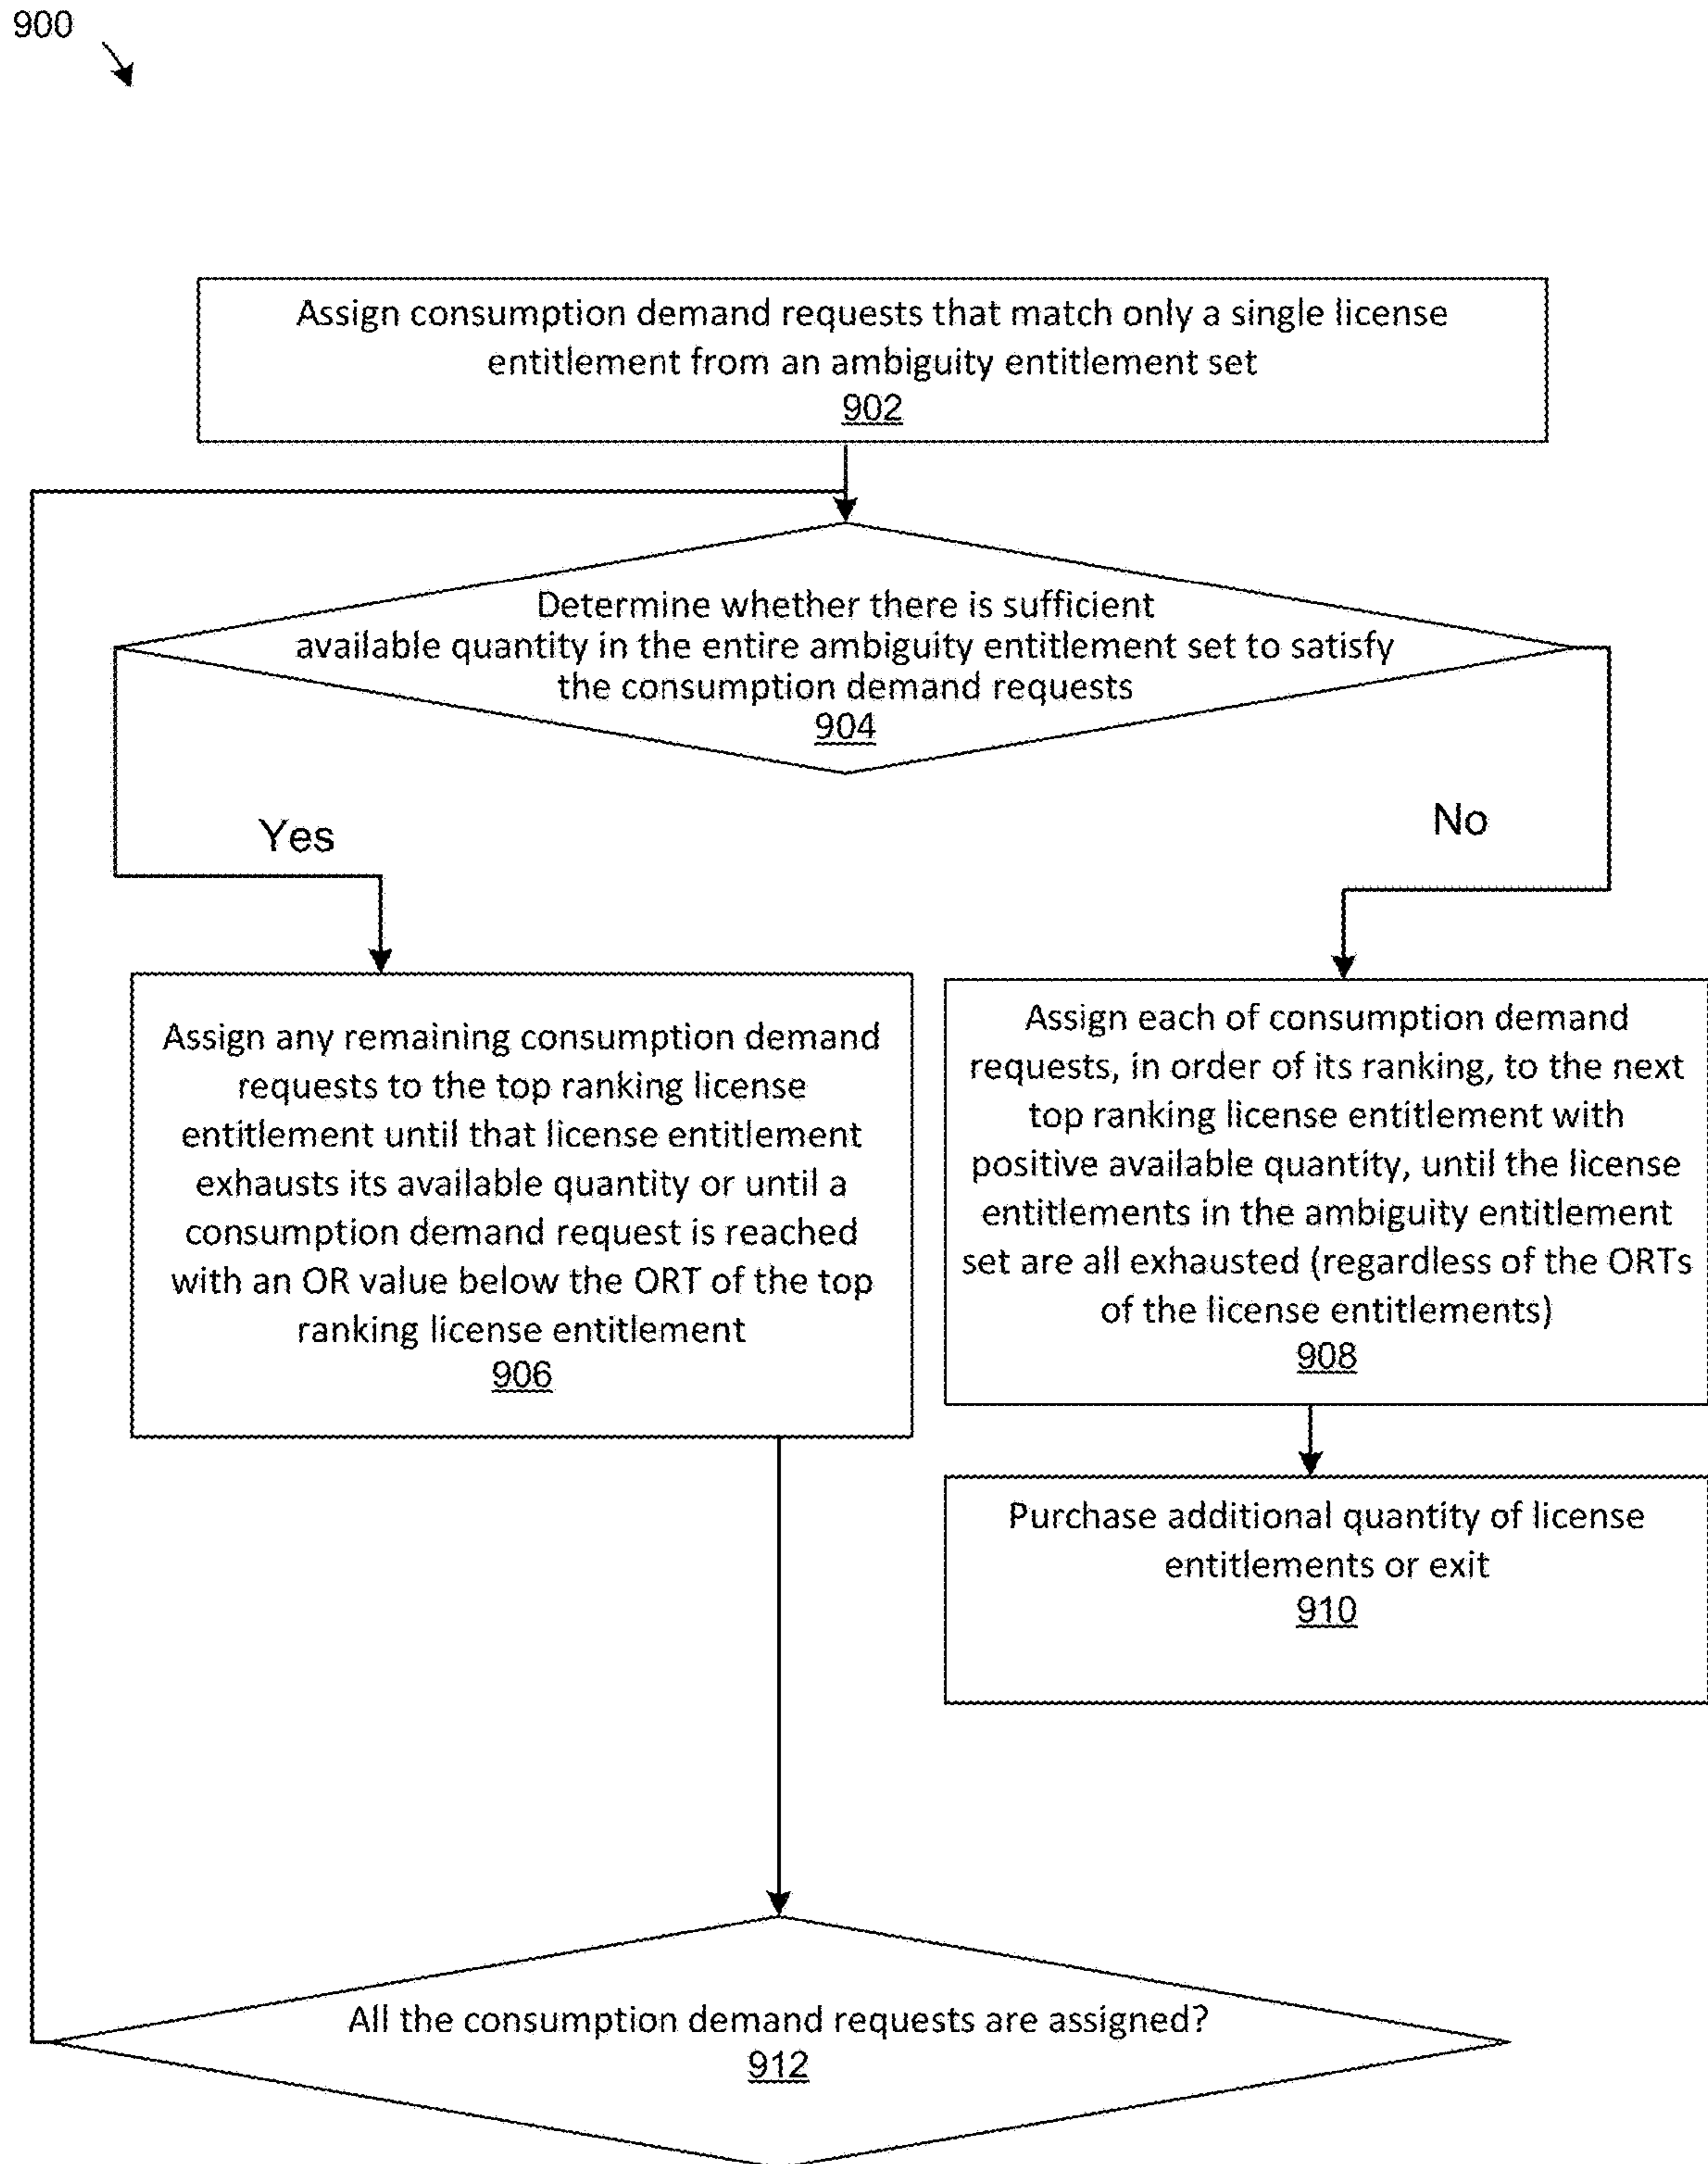 900
Assign consumption demand requests that match only a single license
entitlement from an ambiguity entitlement set
902
Determine whether there is sufficient
available quantity in the entire ambiguity entitlement set to satisfy
the consumption demand requests
904
Yes
No
Assign any remaining consumption demand
requests to the top ranking license
entitlement until that license entitlement
exhausts its available quantity or until a
consumption demand request is reached
with an OR value below the ORT of the top
ranking license entitlement
906
Assign each of consumption demand
requests, in order of its ranking, to the next
top ranking license entitlement with
positive available quantity, until the license
entitlements in the ambiguity entitlement
set are all exhausted (regardless of the ORTs
of the license entitlements)
908
Purchase additional quantity of license
entitlements or exit
910
All the consumption demand requests are assigned?
912